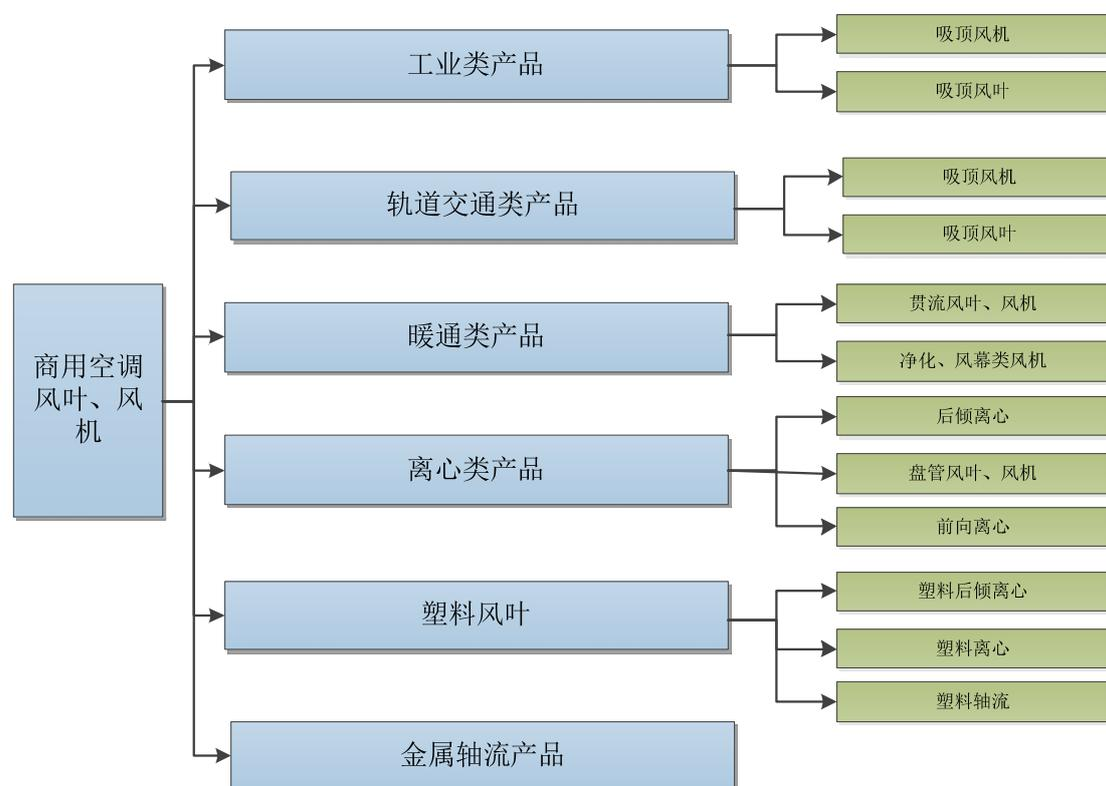 工业类产品
吸顶风机
吸顶风叶
轨道交通类产品
吸顶风机
吸顶风叶
商用空调
风叶、风
机
暖通类产品
贯流风叶、风机
净化、风幕类风机
离心类产品
后倾离心
盘管风叶、风机
前向离心
塑料风叶
塑料后倾离心
塑料离心
塑料轴流
金属轴流产品